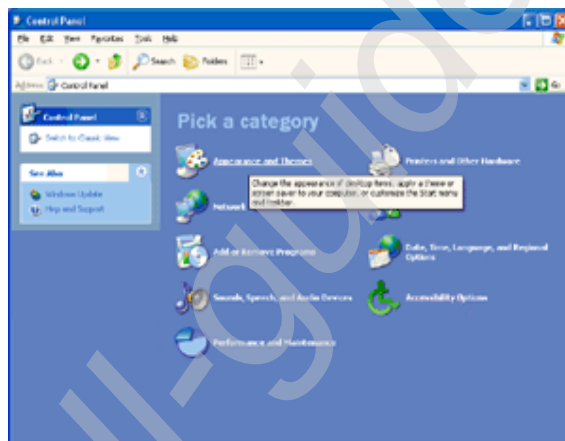 Control Panel
File Edit View Favorites Tools Help
Back Search Folders
Address Control Panel Go
Control Panel
Switch to Classic View
See Also
Windows Update
Help and Support
Pick a category
Appearance and Themes
Printers and Other Hardware
Change the appearance of desktop items, apply a theme or
screen saver to your computer, or customize the Start menu
and taskbar.
Network
Add or Remove Programs
Date, Time, Language, and Regional
Options
Sounds, Speech, and Audio Devices
Accessibility Options
Performance and Maintenance
ll-guide